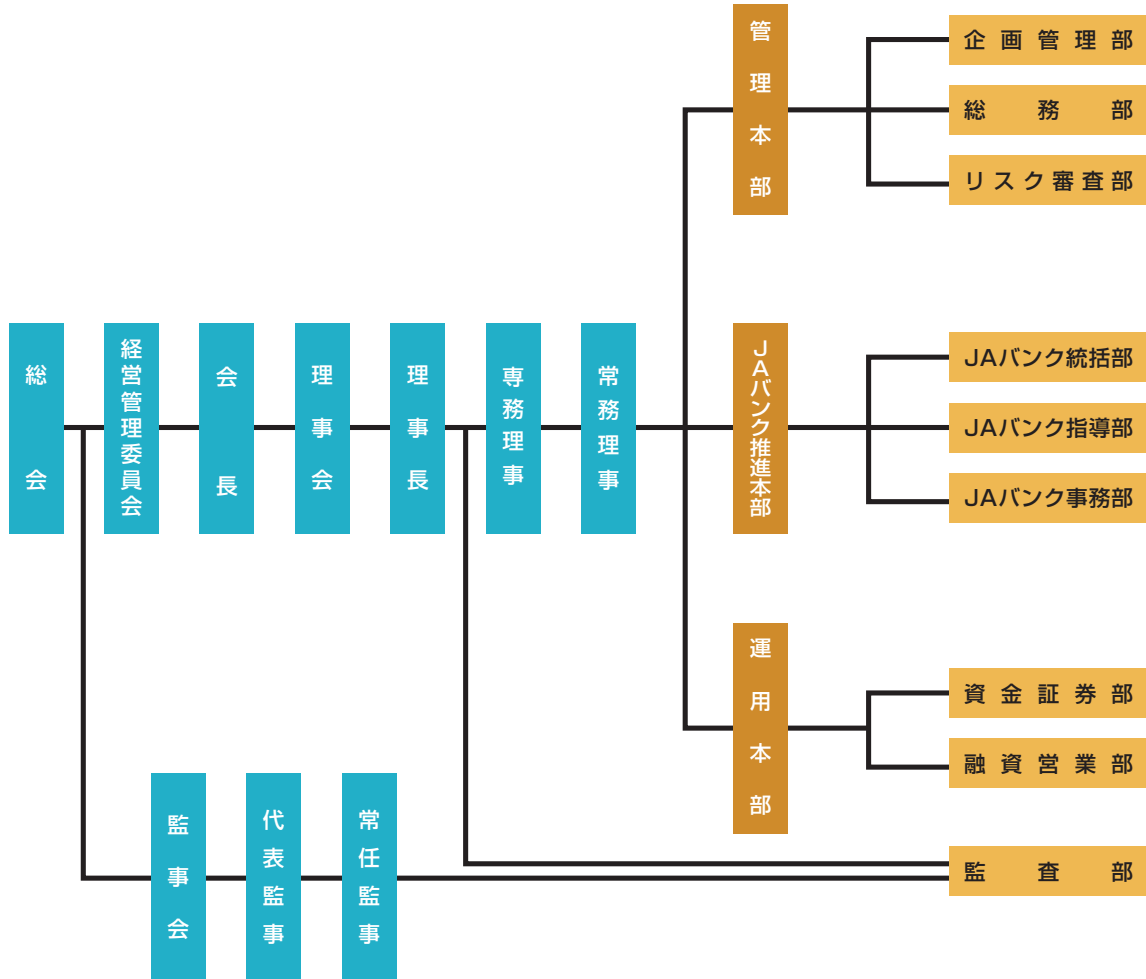 総会
経営管理委員会
会長
理事会
理事長
専務理事
常務理事
管理本部
企画管理部
総務部
リスク審査部
JAバンク推進本部
JAバンク統括部
JAバンク指導部
JAバンク事務部
運用本部
資金証券部
融資営業部
監事会
代表監事
常任監事
監査部